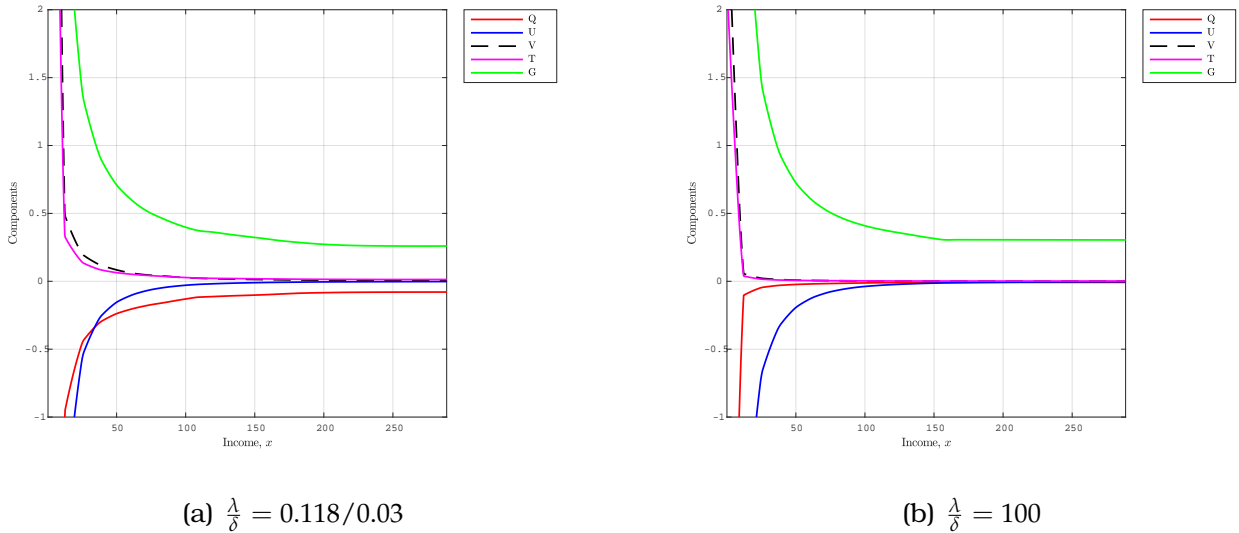 2
1.5
1
0.5
0
-0.5
-1
Components
50
100
150
200
250
Income, x
Q
U
V
T
G
(a) λ/δ = 0.118/0.03
2
1.5
1
0.5
0
-0.5
-1
Components
50
100
150
200
250
Income, x
Q
U
V
T
G
(b) λ/δ = 100